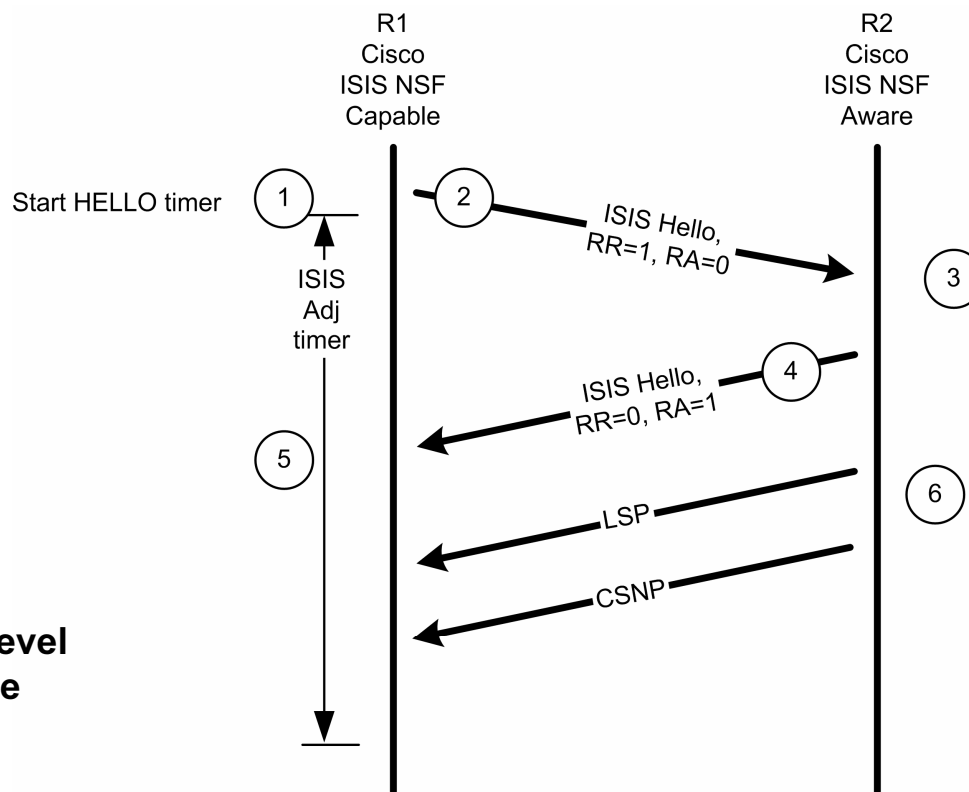 R1
Cisco
ISIS NSF
Capable
R2
Cisco
ISIS NSF
Aware
Start HELLO timer
1
2
ISIS Hello,
RR=1, RA=0
3
ISIS
Adj
timer
4
ISIS Hello,
RR=0, RA=1
5
6
LSP
CSNP
evel
e